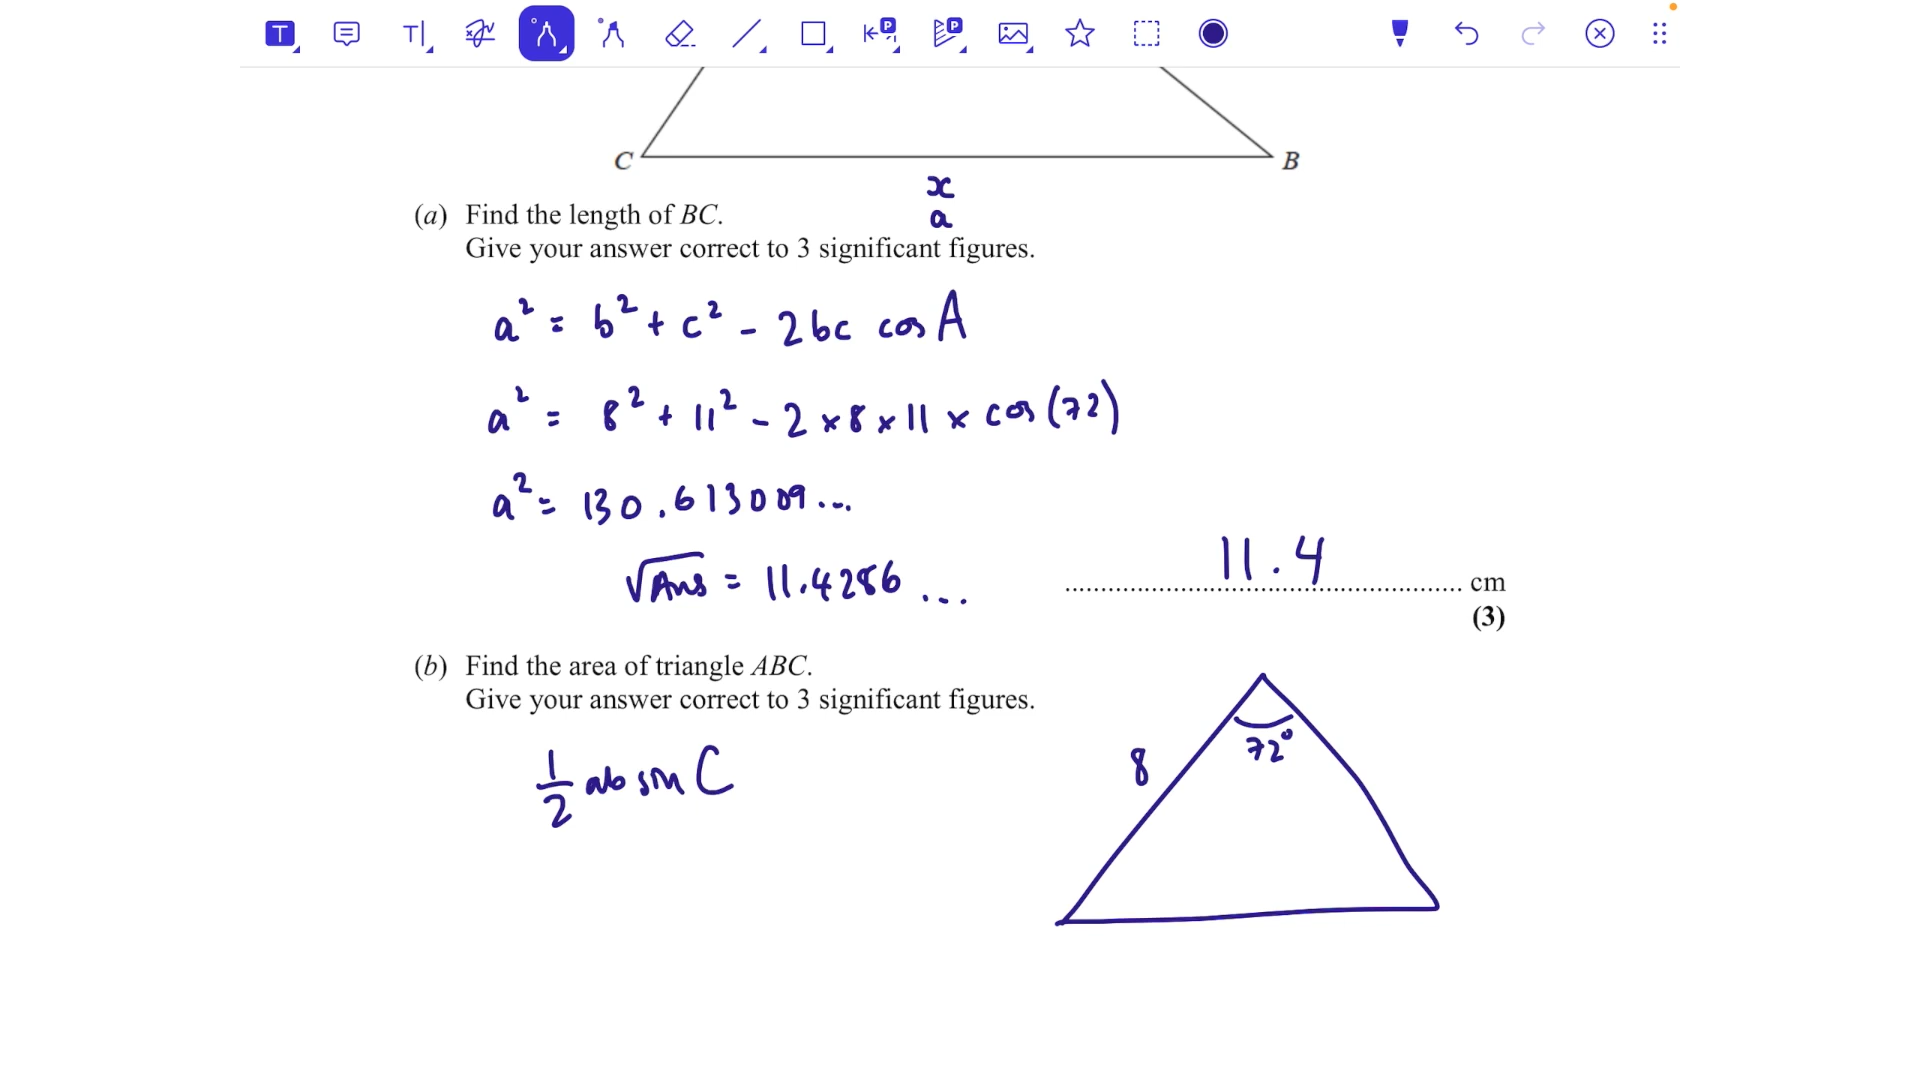 T T|
P P
C B
x
(a) Find the length of BC.
a
Give your answer correct to 3 significant figures.
a² = b² + c² - 2bc cos A
a² = 8² + 11² - 2 × 8 × 11 × cos (72)
a² = 130.613009...
√Ans = 11.4286...
11.4
cm
(3)
(b) Find the area of triangle ABC.
Give your answer correct to 3 significant figures.
1/2 ab sin C
8
72°